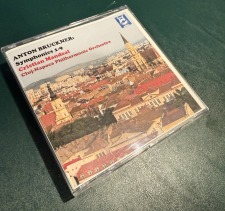 ANTON BRUCKNER:
Symphonies 1-9
Cristian Mandeal
Cluj-Napoca Philharmonic Orchestra